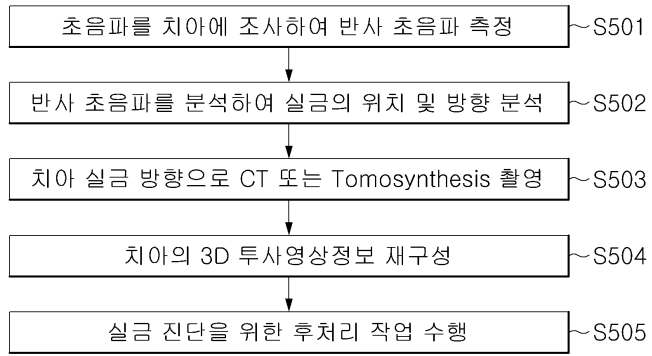 초음파를 치아에 조사하여 반사 초음파 측정 S501
반사 초음파를 분석하여 실금의 위치 및 방향 분석 S502
치아 실금 방향으로 CT 또는 Tomosynthesis 촬영 S503
치아의 3D 투사영상정보 재구성 S504
실금 진단을 위한 후처리 작업 수행 S505